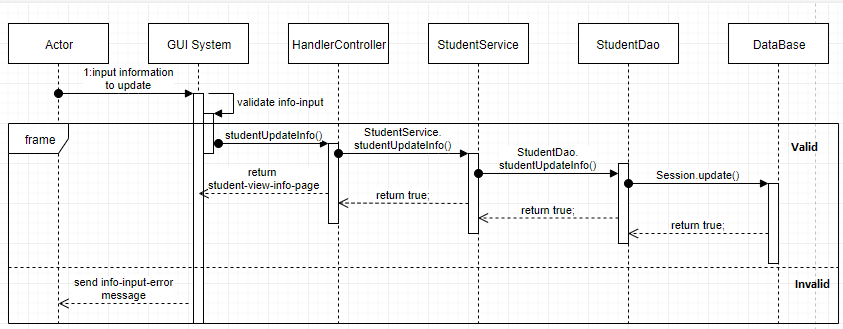 Actor
GUI System
HandlerController
StudentService
StudentDao
DataBase
1:input information
to update
validate info-input
frame
studentUpdateInfo()
StudentService.
studentUpdateInfo()
StudentDao.
studentUpdateInfo()
Valid
Session.update()
return
student-view-info-page
return true;
return true;
return true;
send info-input-error
message
Invalid